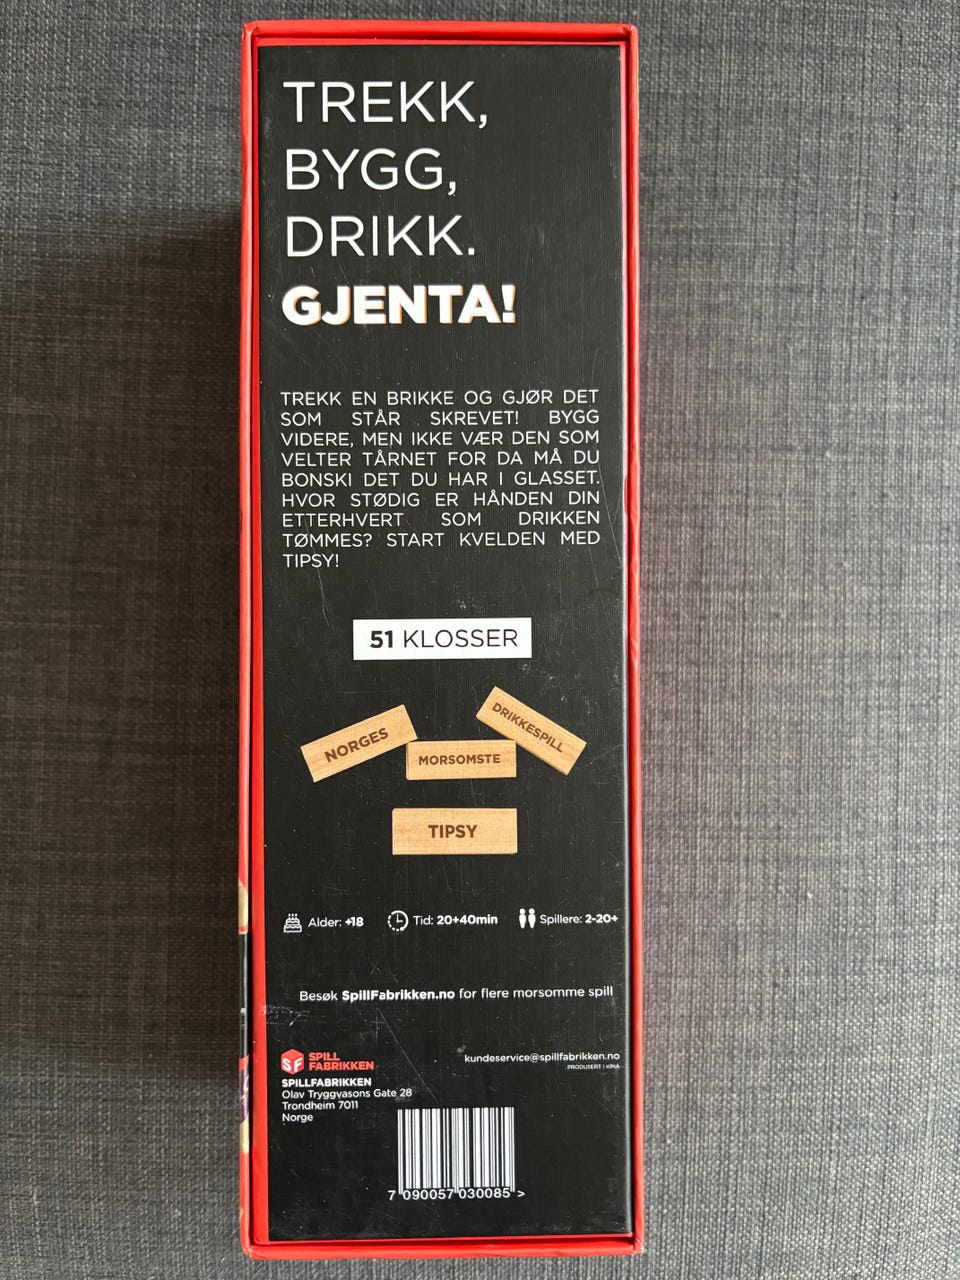 TREKK,
BYGG,
DRIKK.
GJENTA!
TREKK EN BRIKKE OG GJØR DET
SOM STÅR SKREVET! BYGG
VIDERE, MEN IKKE VÆR DEN SOM
VELTER TÅRNET FOR DA MÅ DU
BONSKI DET DU HAR I GLASSET.
HVOR STØDIG ER HÅNDEN DIN
ETTERHVERT SOM DRIKKEN
TØMMES? START KVELDEN MED
TIPSY!
51 KLOSSER
NORGES
MORSOMSTE
DRIKKESPILL
TIPSY
Alder: +18
Tid: 20+40min
Spillere: 2-20+
Besøk SpillFabrikken.no for flere morsomme spill
SF
SPILL
FABRIKKEN
SPILLFABRIKKEN
Olav Tryggvasons Gate 28
Trondheim 7011
Norge
kundeservice@spillfabrikken.no
PRODUSERT I KINA
7 090057 030085 >